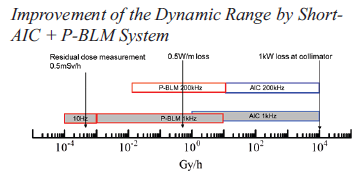 Improvement of the Dynamic Range by Short-
AIC + P-BLM System
Residual dose measurement
0.5mSv/h
0.5W/m loss
1kW loss at collimator
P-BLM 200kHz
AIC 200kHz
10Hz
P-BLM 1kHz
AIC 1kHz
10⁻⁴
10⁻²
10⁰
10²
10⁴
Gy/h